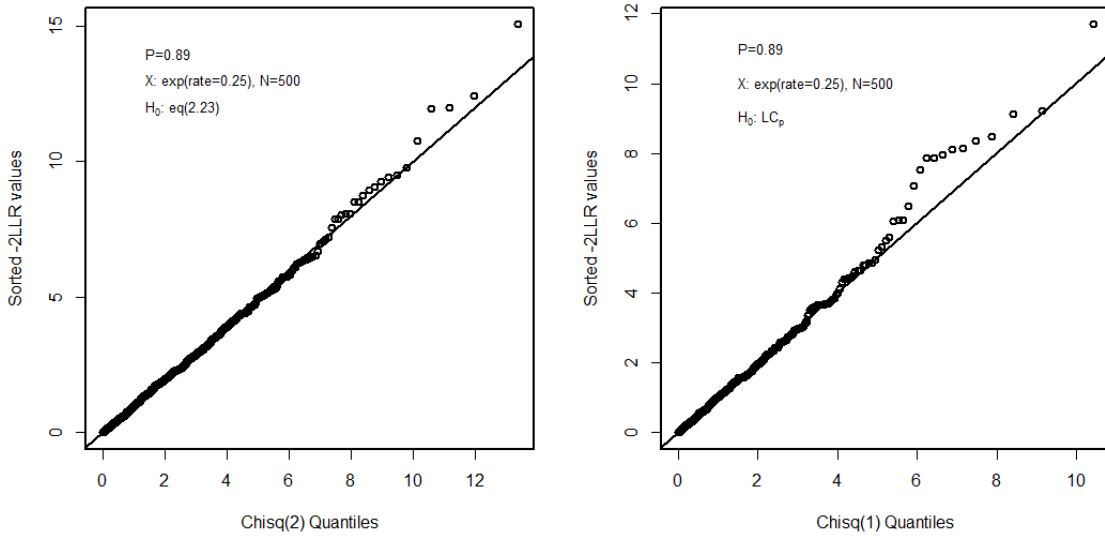 Sorted -2LLR values
15
10
5
0
P=0.89
X: exp(rate=0.25), N=500
H₀: eq(2.23)
0 2 4 6 8 10 12
Chisq(2) Quantiles
Sorted -2LLR values
12
10
8
6
4
2
0
P=0.89
X: exp(rate=0.25), N=500
H₀: LCₚ
0 2 4 6 8 10
Chisq(1) Quantiles